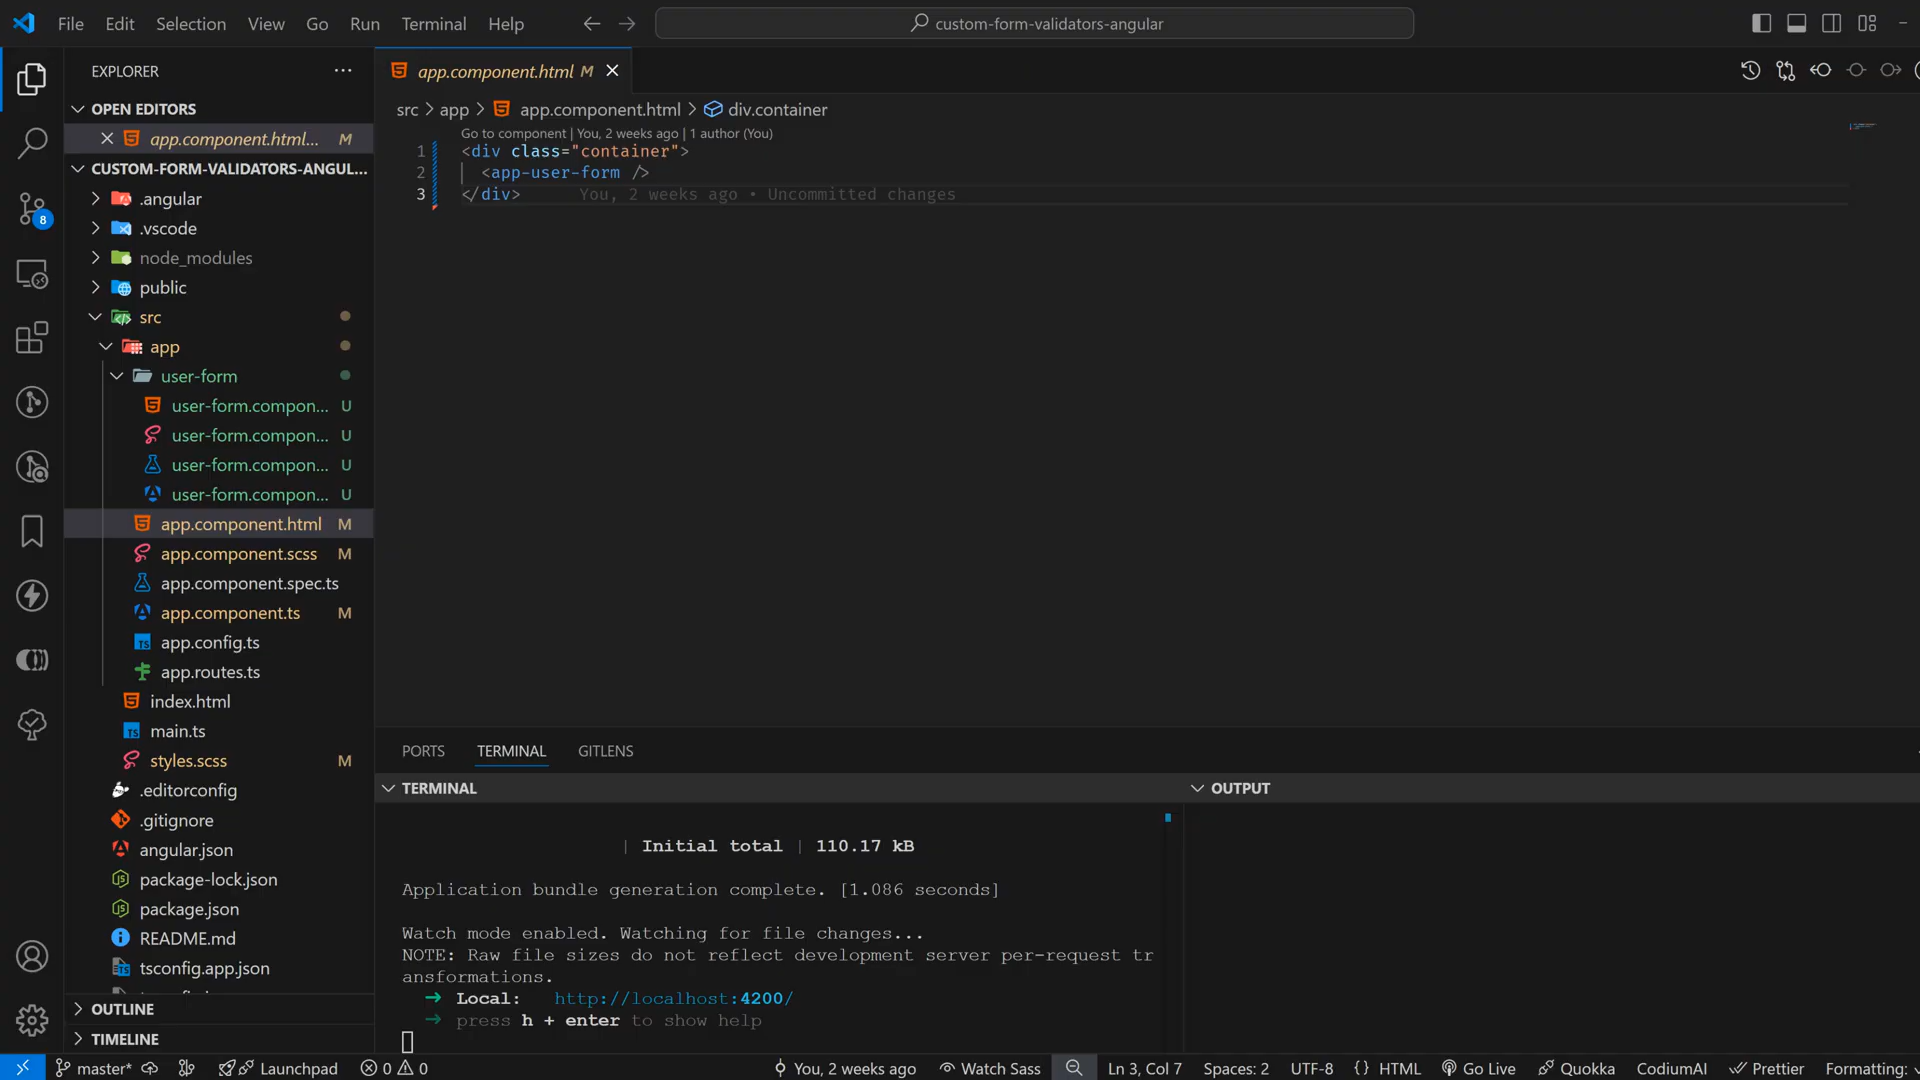 File Edit Selection View Go Run Terminal Help
custom-form-validators-angular
EXPLORER
OPEN EDITORS
app.component.html... M
CUSTOM-FORM-VALIDATORS-ANGUL...
.angular
.vscode
node_modules
public
src
app
user-form
user-form.compon... U
user-form.compon... U
user-form.compon... U
user-form.compon... U
app.component.html M
app.component.scss M
app.component.spec.ts
app.component.ts M
app.config.ts
app.routes.ts
index.html
main.ts
styles.scss M
.editorconfig
.gitignore
angular.json
package-lock.json
package.json
README.md
tsconfig.app.json
OUTLINE
TIMELINE
app.component.html M
src > app > app.component.html > div.container
Go to component | You, 2 weeks ago | 1 author (You)
1 <div class="container">
2 <app-user-form />
3 </div> You, 2 weeks ago • Uncommitted changes
PORTS TERMINAL GITLENS
TERMINAL
| Initial total | 110.17 kB
Application bundle generation complete. [1.086 seconds]
Watch mode enabled. Watching for file changes...
NOTE: Raw file sizes do not reflect development server per-request tr
ansformations.
➜ Local: http://localhost:4200/
➜ press h + enter to show help
OUTPUT
8
master* Launchpad 0 0 You, 2 weeks ago Watch Sass Ln 3, Col 7 Spaces: 2 UTF-8 {} HTML Go Live Quokka CodiumAI Prettier Formatting: